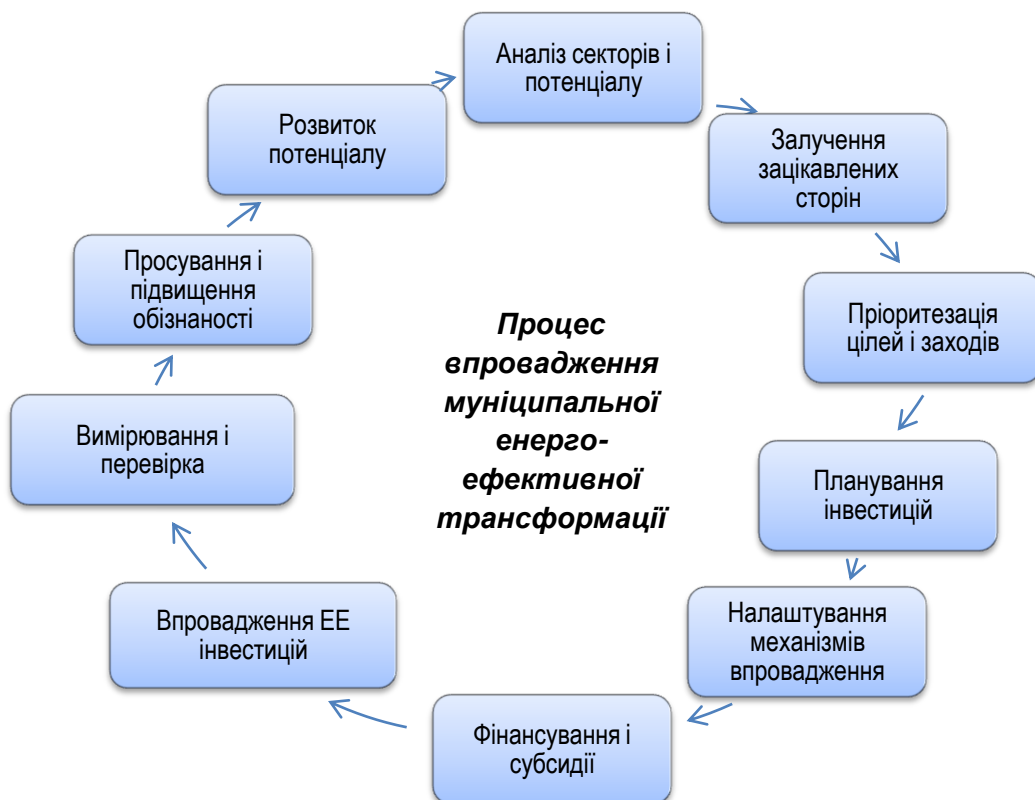 Аналіз секторів і
потенціалу
Залучення
зацікавлених
сторін
Пріоритезація
цілей і заходів
Планування
інвестицій
Налаштування
механізмів
впровадження
Фінансування і
субсидії
Впровадження ЕЕ
інвестицій
Вимірювання і
перевірка
Просування і
підвищення
обізнаності
Розвиток
потенціалу
Процес
впровадження
муніципальної
енерго-
ефективної
трансформації